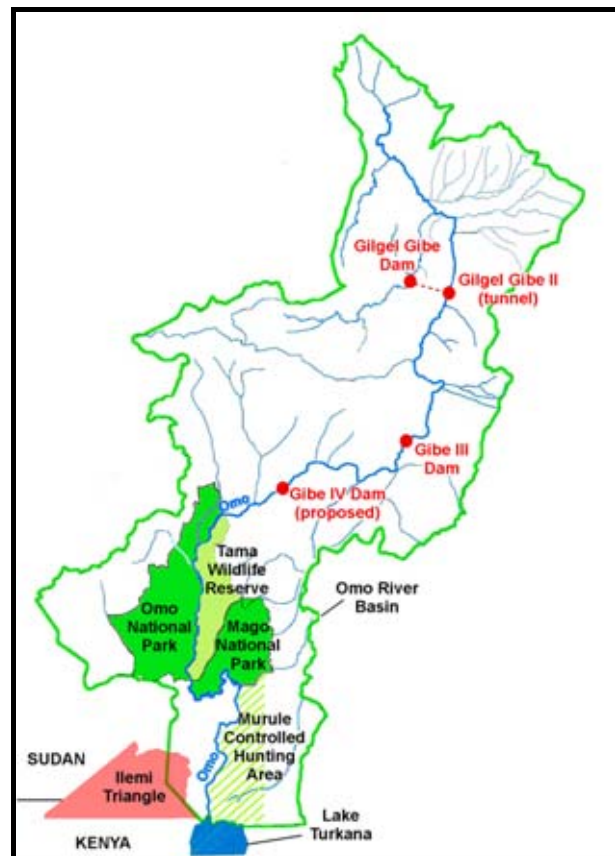 Gilgel Gibe
Dam
Gilgel Gibe II
(tunnel)
Gibe III
Dam
Gibe IV Dam
(proposed)
Omo
Tama
Wildlife
Reserve
Omo River
Basin
Omo
National
Park
Mago
National
Park
Murule
Controlled
Hunting
Area
Omo
SUDAN
Ilemi
Triangle
KENYA
Lake
Turkana